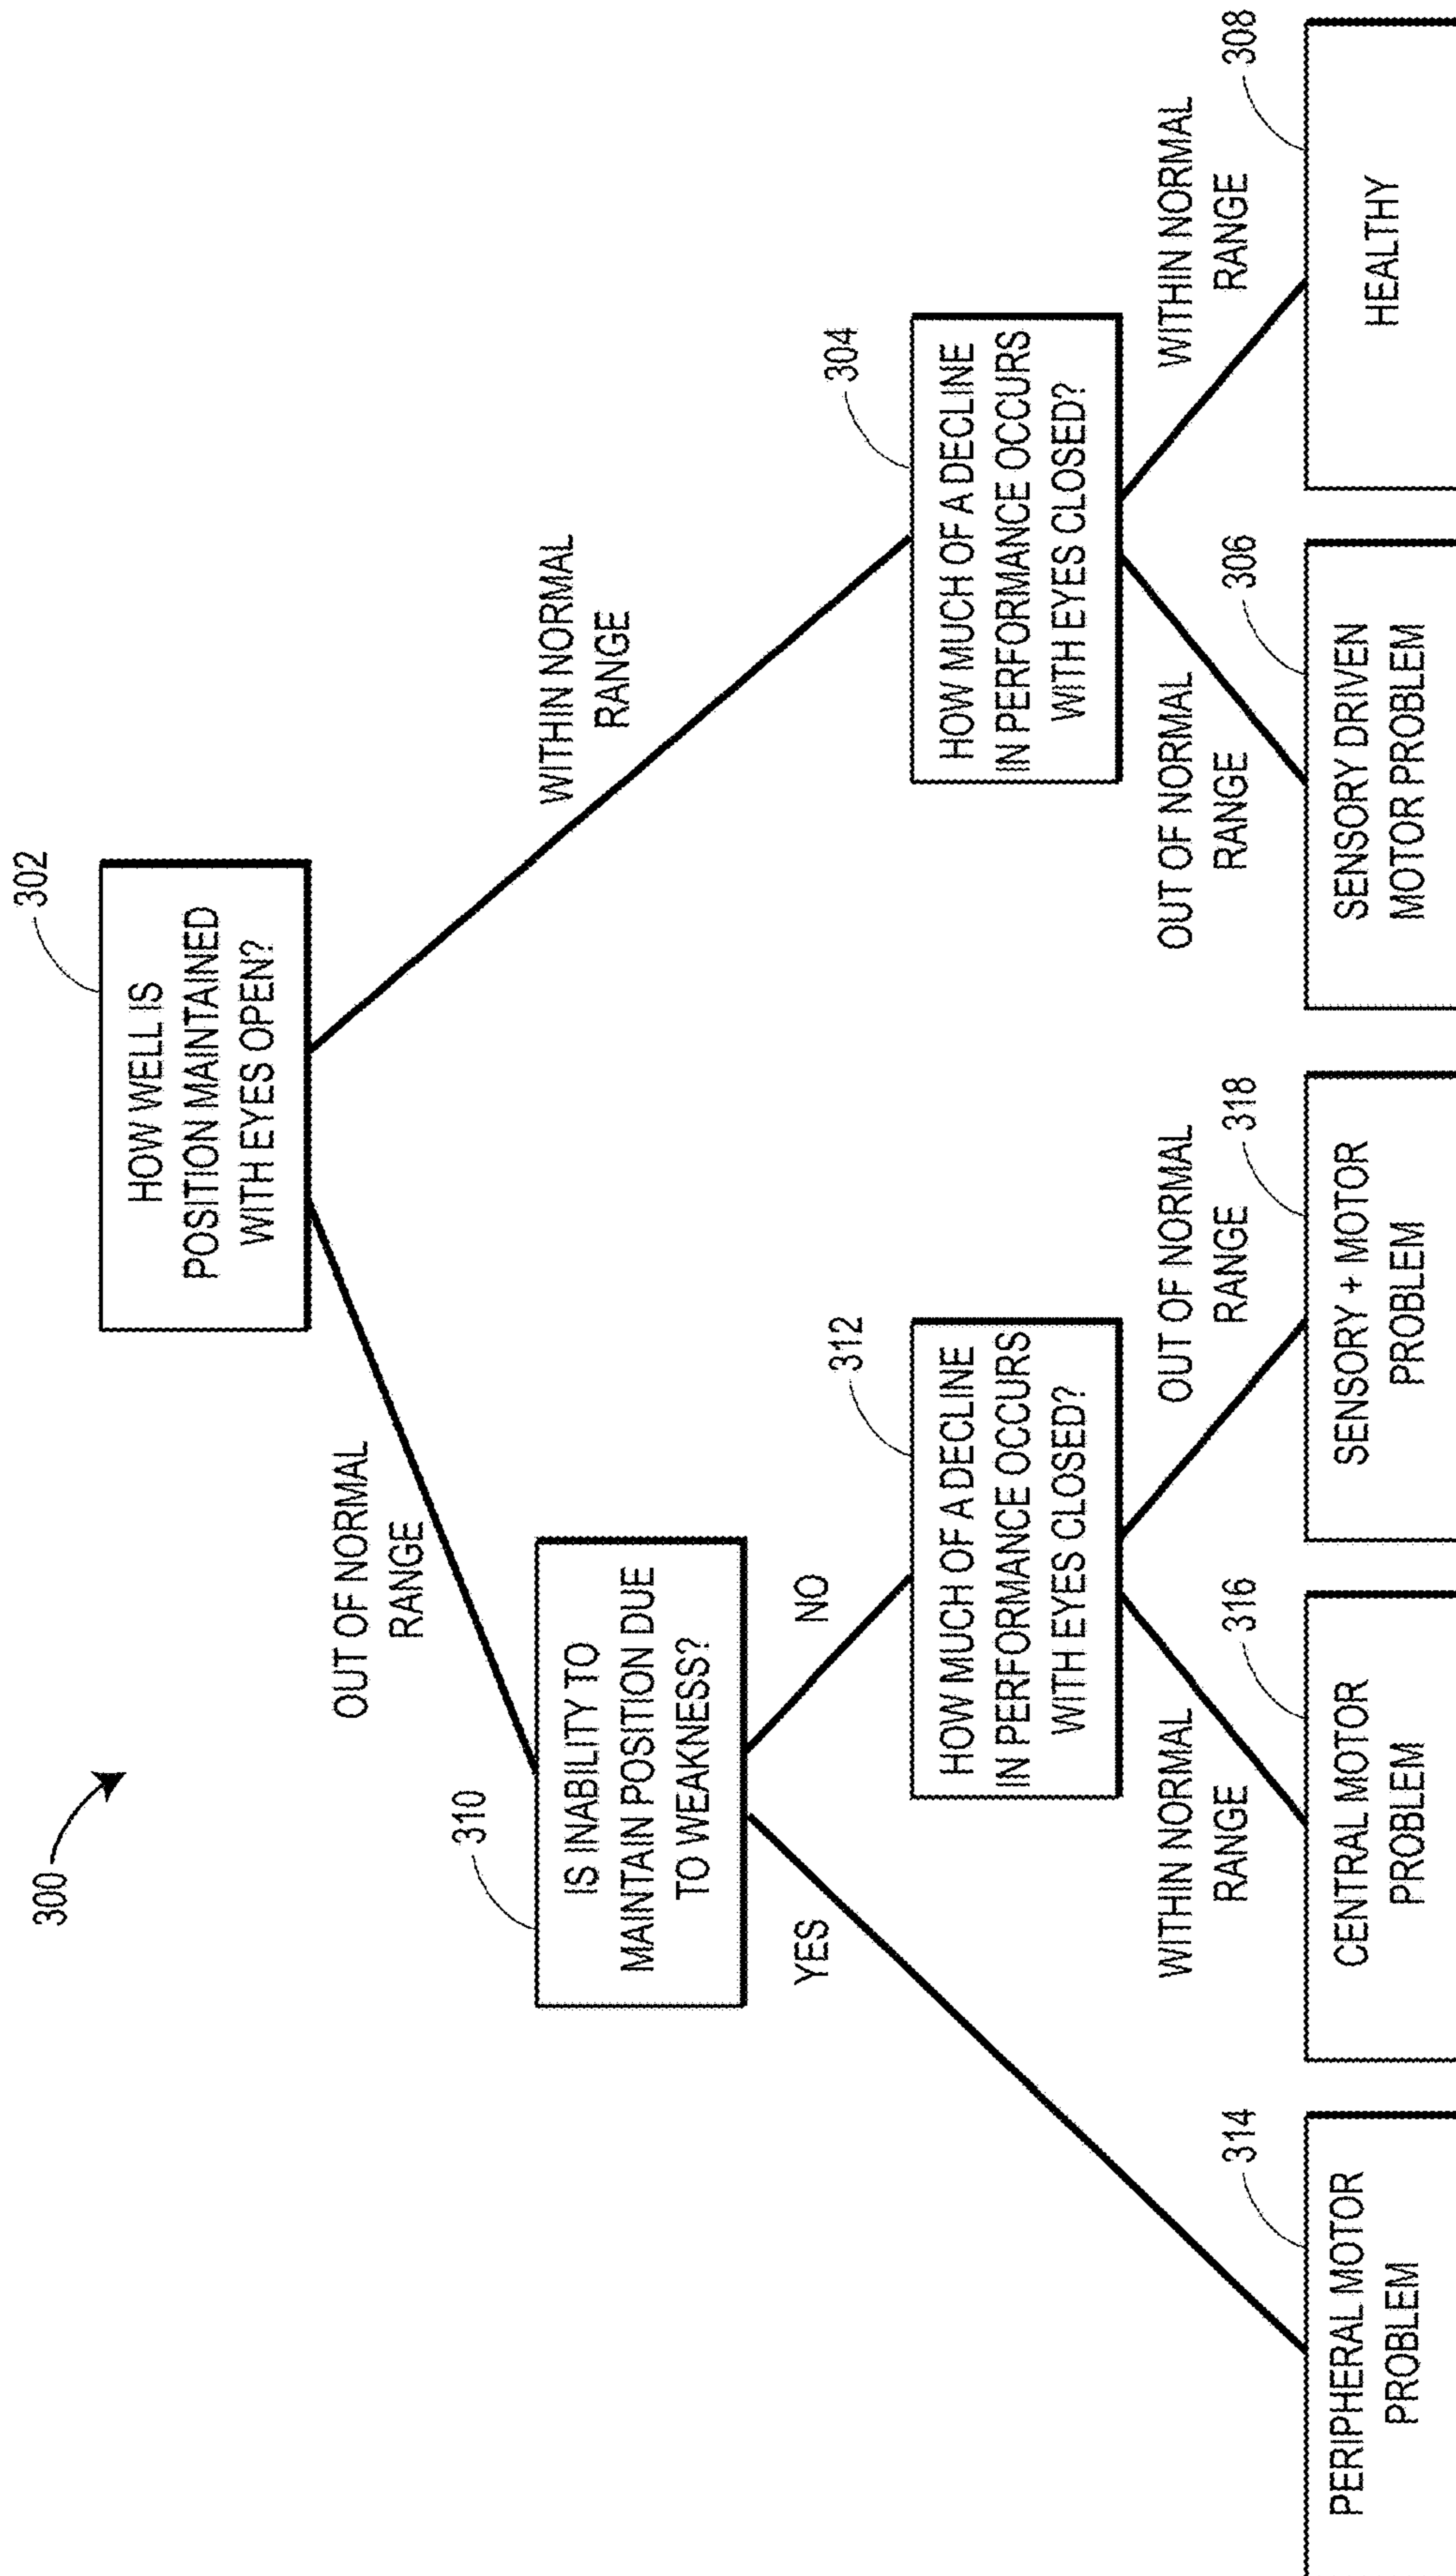 300
302
HOW WELL IS
POSITION MAINTAINED
WITH EYES OPEN?
OUT OF NORMAL
RANGE
WITHIN NORMAL
RANGE
310
IS INABILITY TO
MAINTAIN POSITION DUE
TO WEAKNESS?
YES
NO
312
HOW MUCH OF A DECLINE
IN PERFORMANCE OCCURS
WITH EYES CLOSED?
304
HOW MUCH OF A DECLINE
IN PERFORMANCE OCCURS
WITH EYES CLOSED?
WITHIN NORMAL
RANGE
OUT OF NORMAL
RANGE
OUT OF NORMAL
RANGE
WITHIN NORMAL
RANGE
314
PERIPHERAL MOTOR
PROBLEM
316
CENTRAL MOTOR
PROBLEM
318
SENSORY + MOTOR
PROBLEM
306
SENSORY DRIVEN
MOTOR PROBLEM
308
HEALTHY